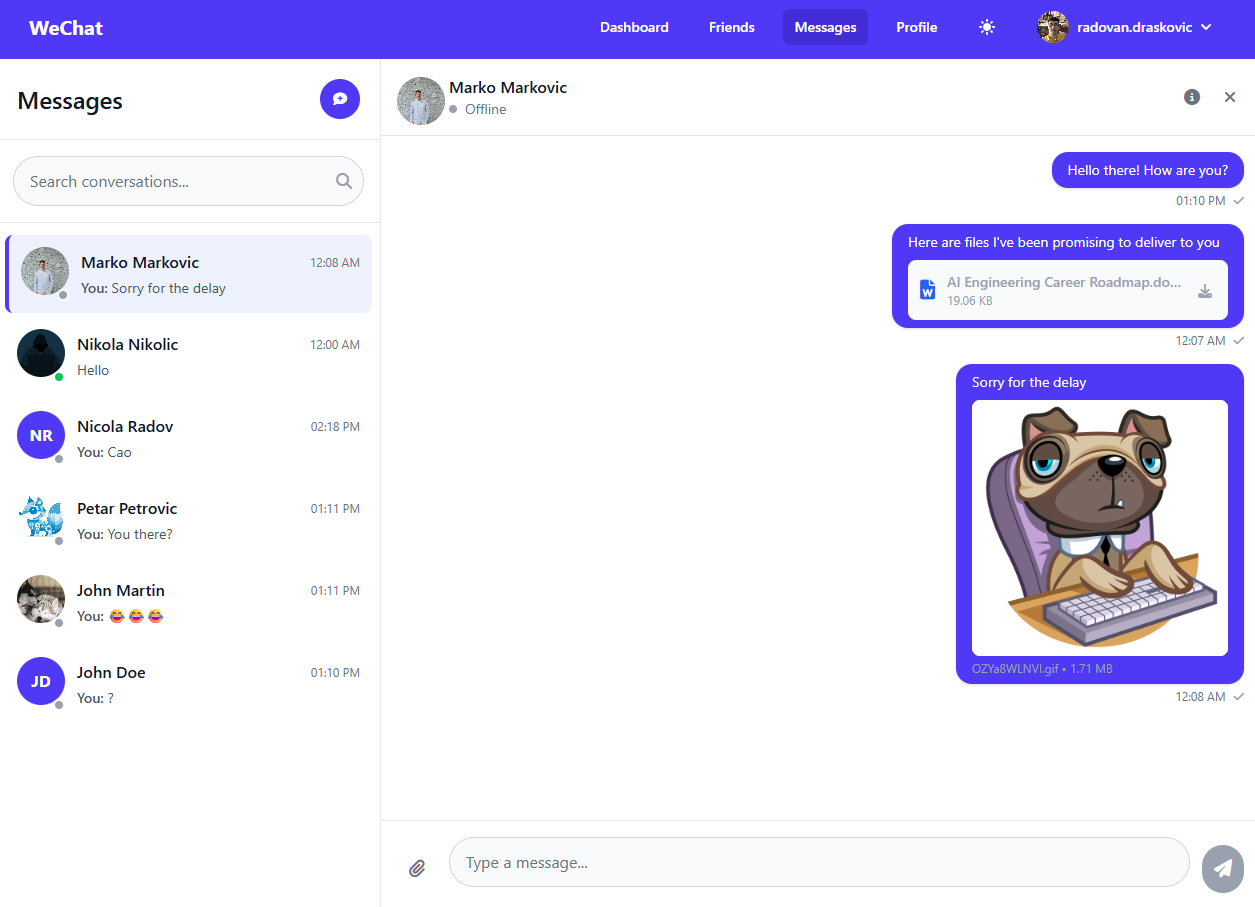 WeChat
Dashboard
Friends
Messages
Profile
radovan.draskovic
Messages
Search conversations...
Marko Markovic
12:08 AM
You: Sorry for the delay
Nikola Nikolic
12:00 AM
Hello
NR
Nicola Radov
02:18 PM
You: Cao
Petar Petrovic
01:11 PM
You: You there?
John Martin
01:11 PM
You: 😂 😂 😂
JD
John Doe
01:10 PM
You: ?
Marko Markovic
Offline
Hello there! How are you?
01:10 PM
Here are files I've been promising to deliver to you
W
AI Engineering Career Roadmap.do...
19.06 KB
12:07 AM
Sorry for the delay
OZYa8WLNVl.gif • 1.71 MB
12:08 AM
Type a message...